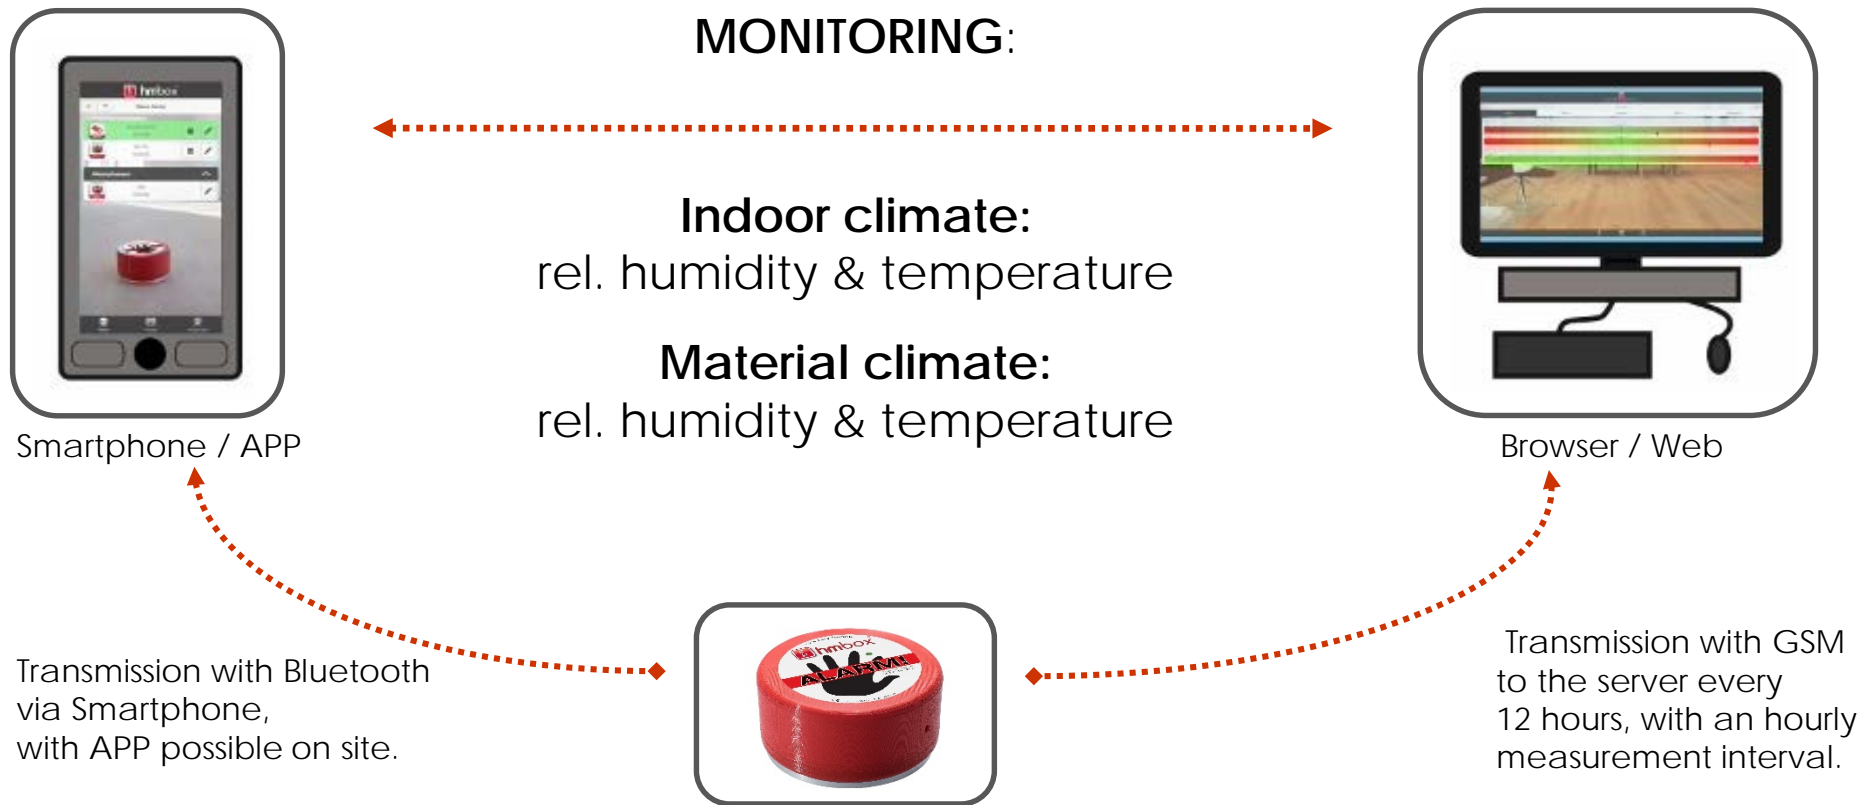 MONITORING:
hmbox
Indoor climate:
rel. humidity & temperature
Material climate:
rel. humidity & temperature
Smartphone / APP
Browser / Web
Transmission with Bluetooth
via Smartphone,
with APP possible on site.
hmbox
ALARM!
Transmission with GSM
to the server every
12 hours, with an hourly
measurement interval.